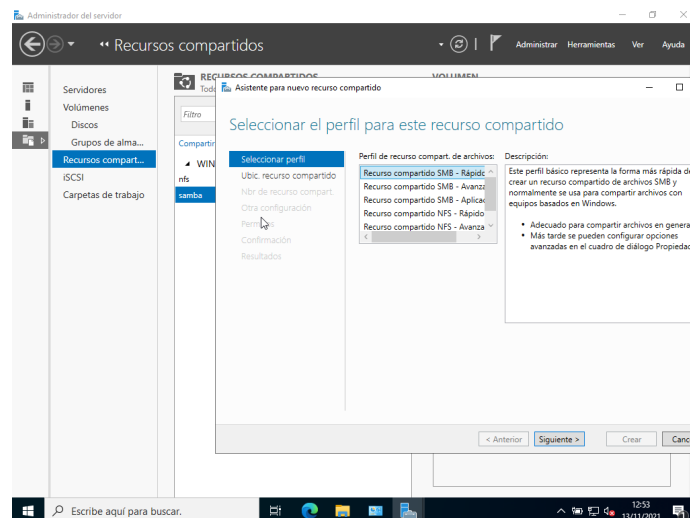 Administrador del servidor
Recursos compartidos
Administrar Herramientas Ver Ayuda
Servidores
Volúmenes
Discos
Grupos de alma...
Recursos compart...
iSCSI
Carpetas de trabajo
RECURSOS COMPARTIDOS
VOLUMEN
Filtro
Compartir
WIN
nfs
samba
Asistente para nuevo recurso compartido
Seleccionar el perfil para este recurso compartido
Seleccionar perfil
Ubic. recurso compartido
Nbr de recurso compart.
Otra configuración
Permisos
Confirmación
Resultados
Perfil de recurso compart. de archivos:
Recurso compartido SMB - Rápido
Recurso compartido SMB - Avanza
Recurso compartido SMB - Aplicac
Recurso compartido NFS - Rápido
Recurso compartido NFS - Avanza
Descripción:
Este perfil básico representa la forma más rápida de
crear un recurso compartido de archivos SMB y
normalmente se usa para compartir archivos con
equipos basados en Windows.
Adecuado para compartir archivos en genera
Más tarde se pueden configurar opciones
avanzadas en el cuadro de diálogo Propiedac
< Anterior
Siguiente >
Crear
Canc
Escribe aquí para buscar.
12:53
13/11/2021